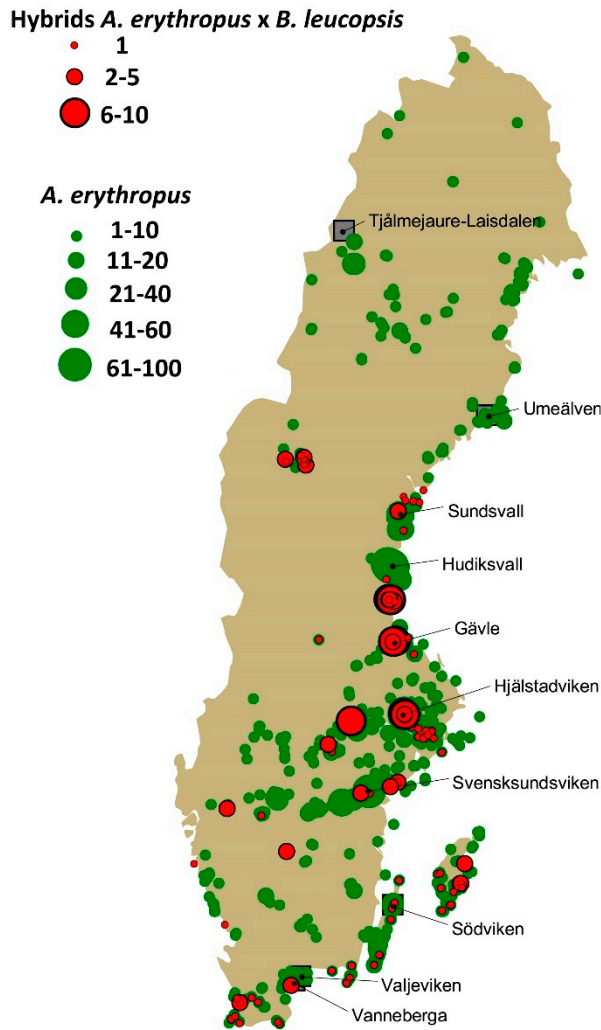 Hybrids A. erythropus x B. leucopsis
1
2-5
6-10
A. erythropus
1-10
11-20
21-40
41-60
61-100
Tjålmejaure-Laisdalen
Umeälven
Sundsvall
Hudiksvall
Gävle
Hjälstadviken
Svensksundsviken
Södviken
Valjeviken
Vanneberga